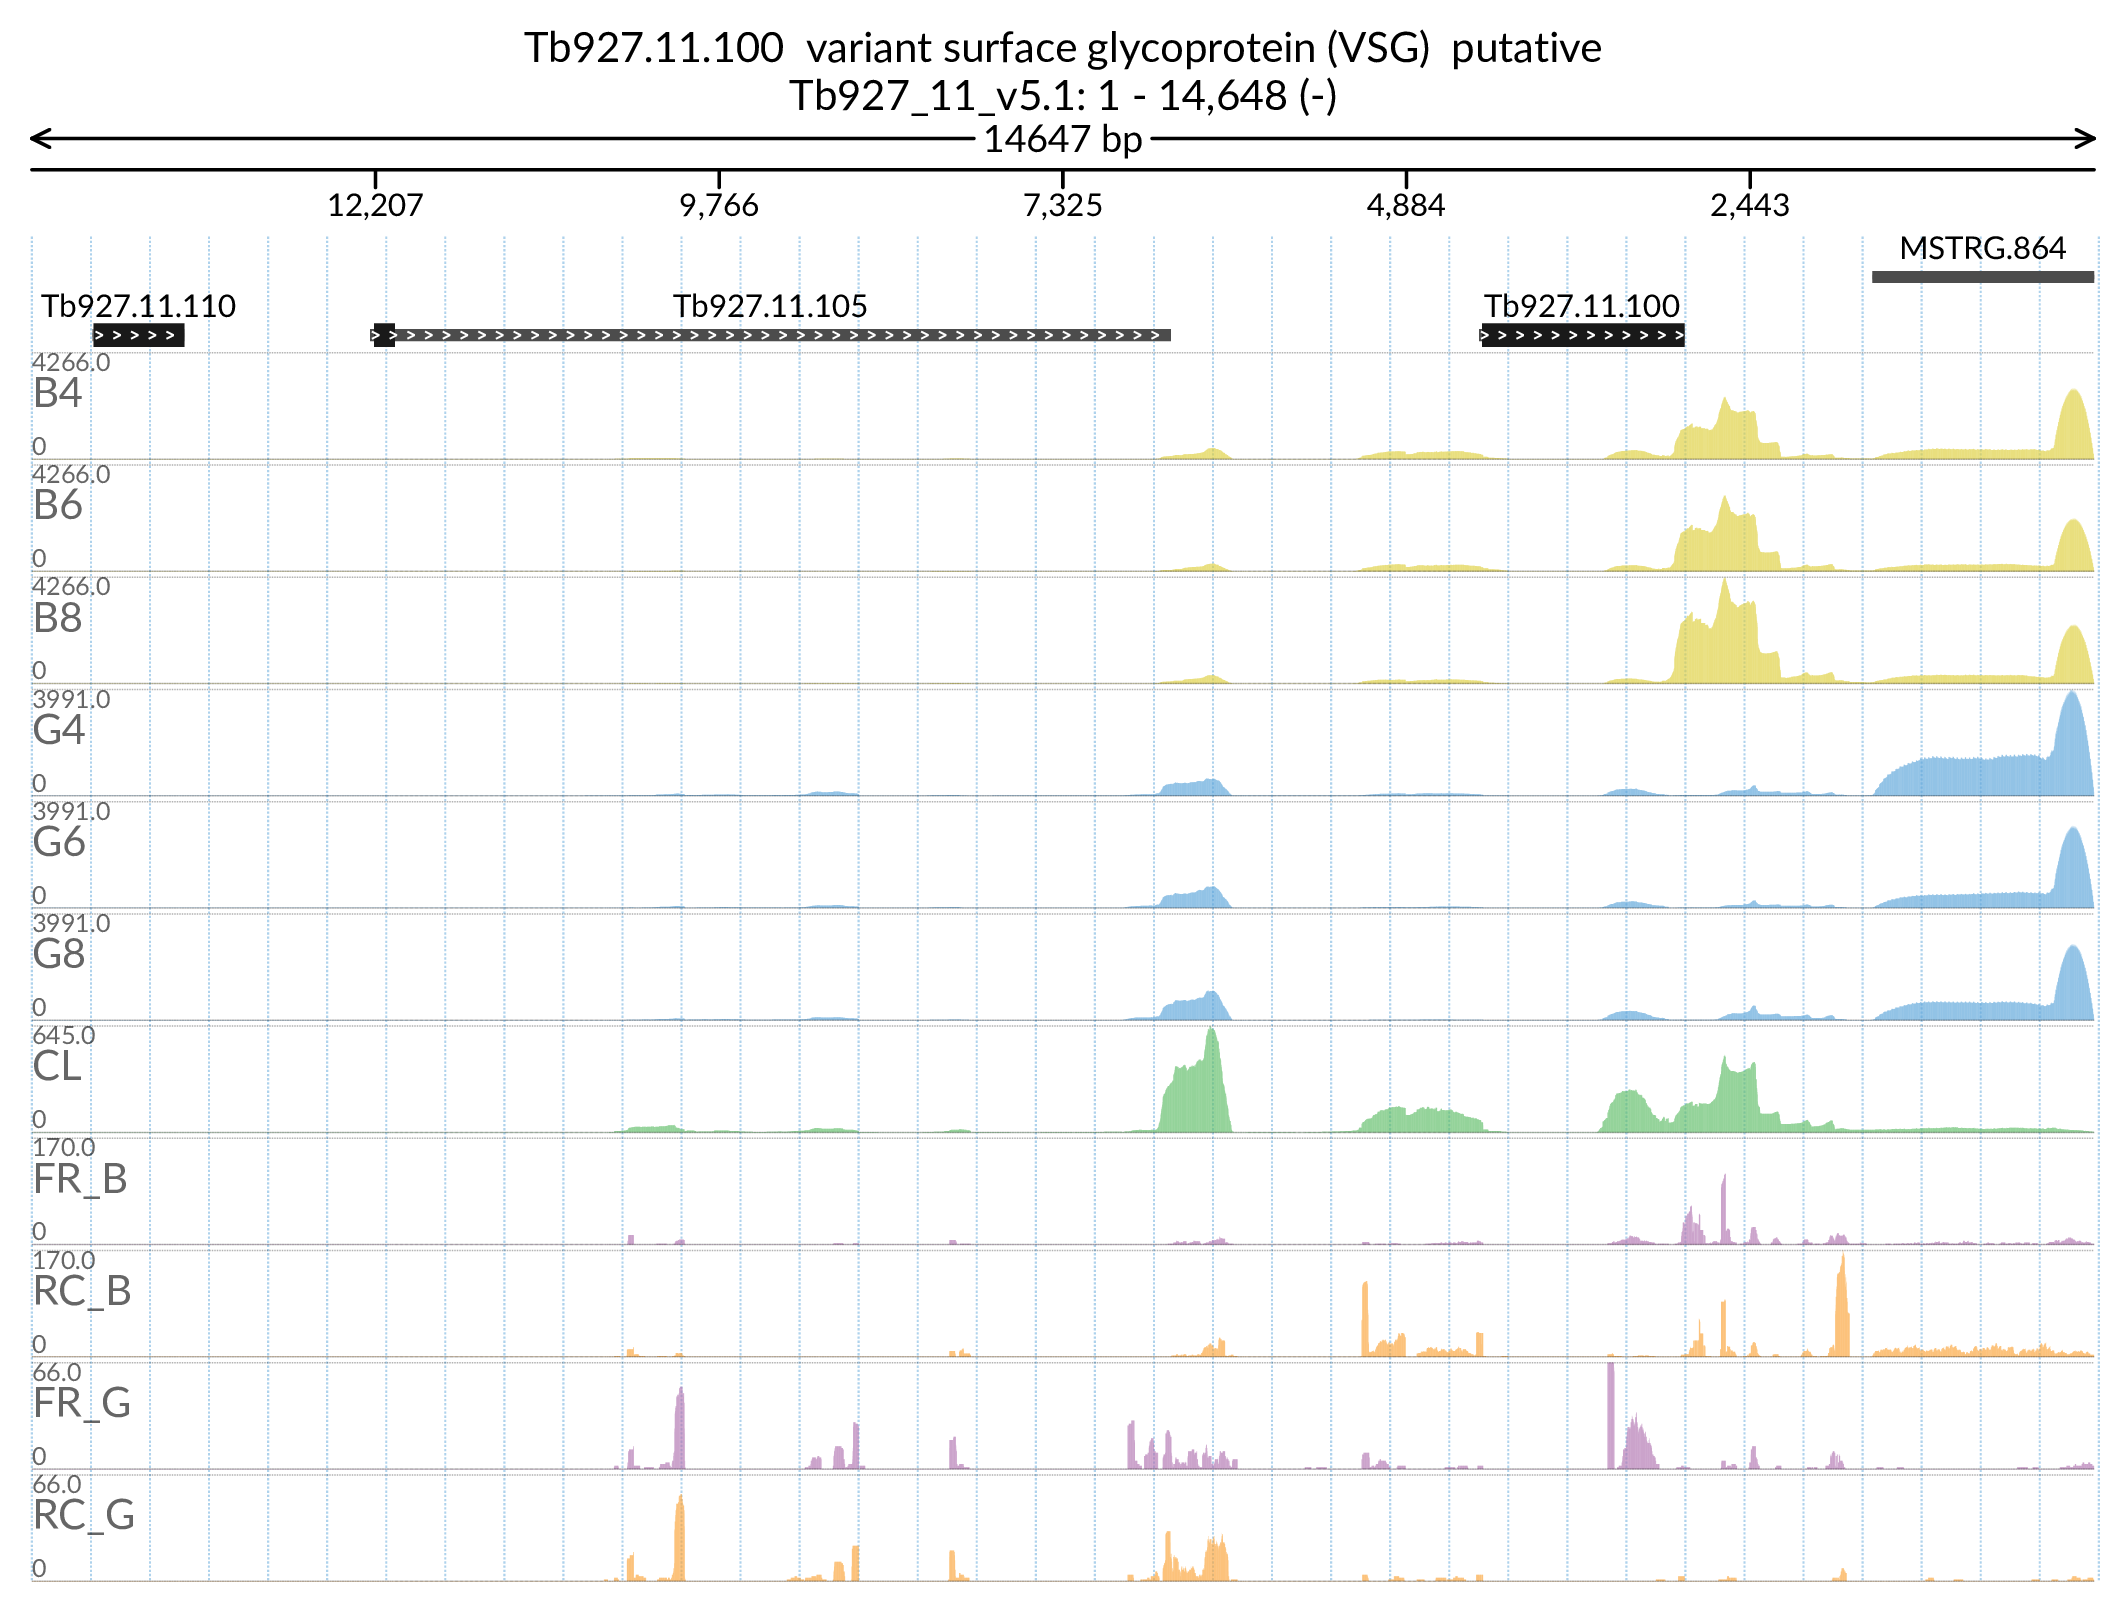 Tb927.11.100  variant surface glycoprotein (VSG)  putative
Tb927_11_v5.1: 1 - 14,648 (-)
14647 bp
12,207 9,766 7,325 4,884 2,443
MSTRG.864
Tb927.11.110 Tb927.11.105 Tb927.11.100
4266.0
B4
0
4266.0
B6
0
4266.0
B8
0
3991.0
G4
0
3991.0
G6
0
3991.0
G8
0
645.0
CL
0
170.0
FR_B
0
170.0
RC_B
0
66.0
FR_G
0
66.0
RC_G
0